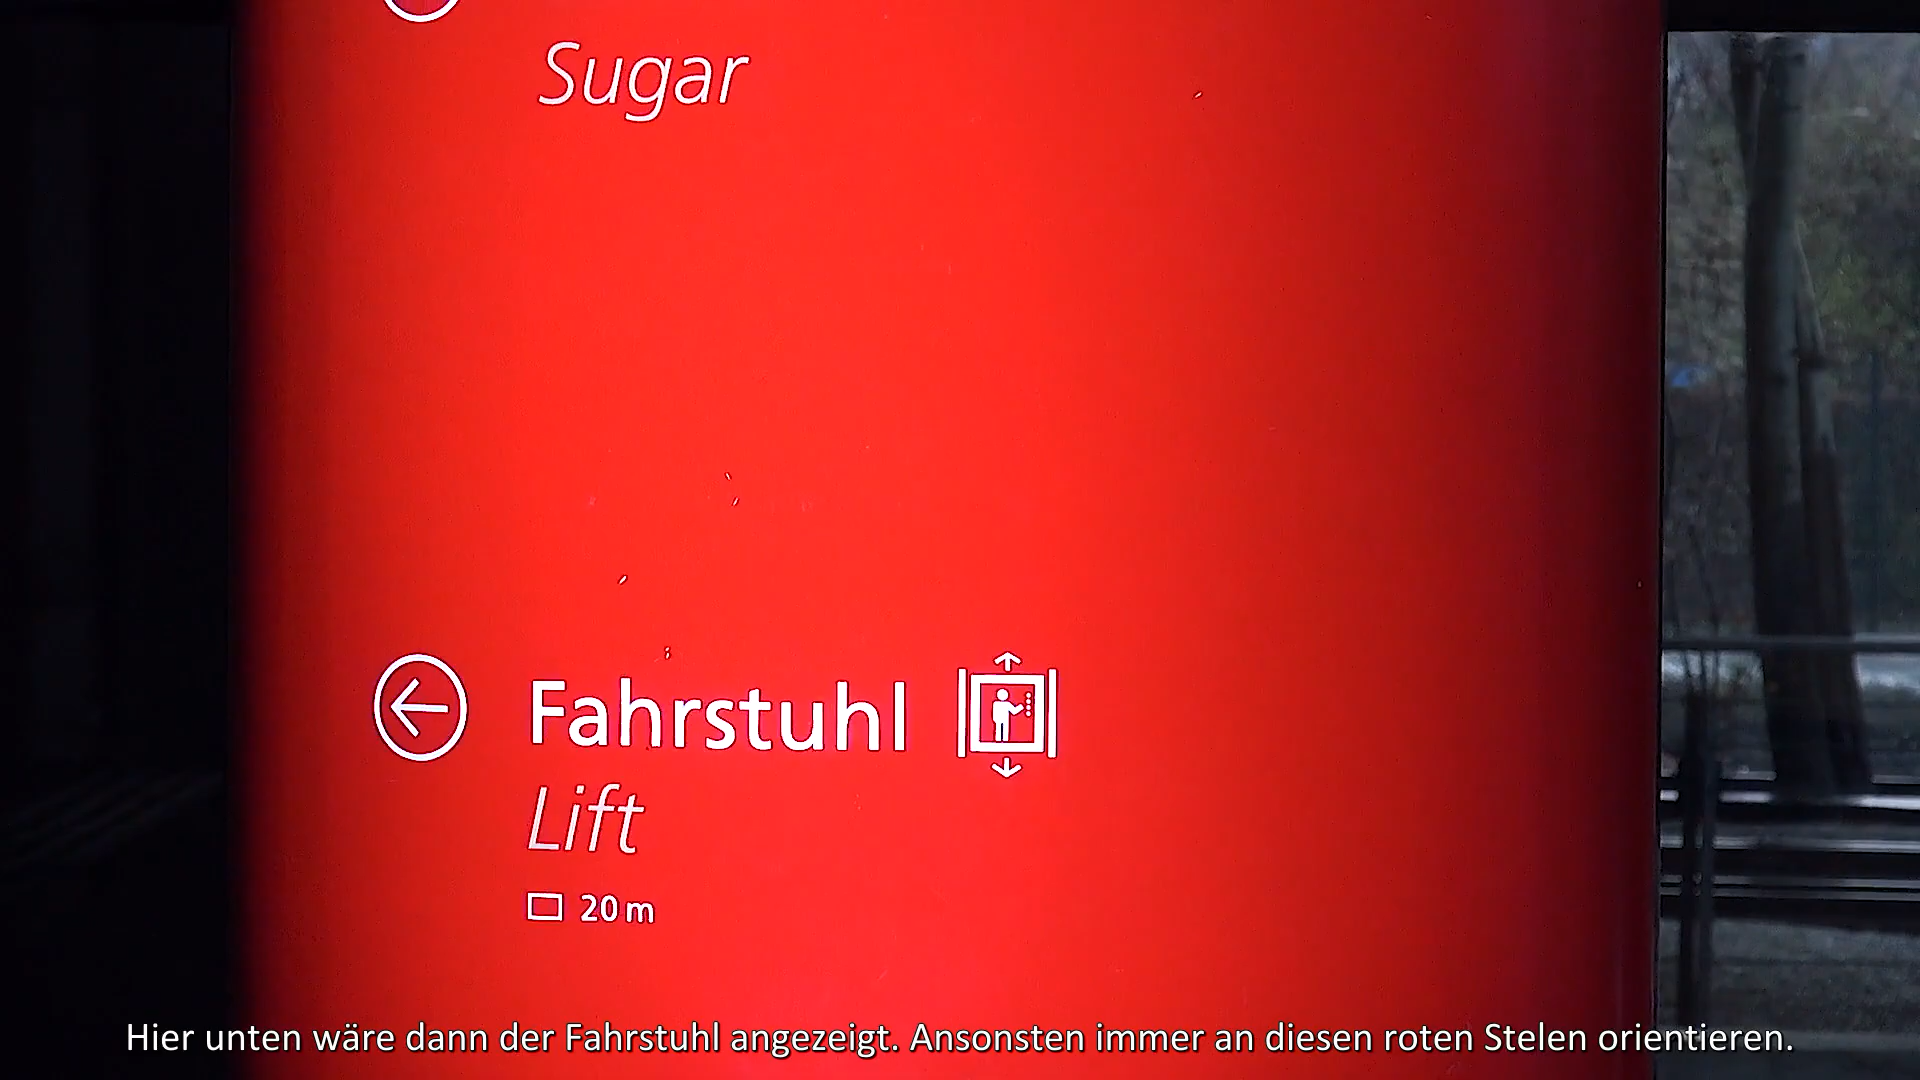 Sugar
Fahrstuhl
Lift
20 m
Hier unten wäre dann der Fahrstuhl angezeigt. Ansonsten immer an diesen roten Stelen orientieren.